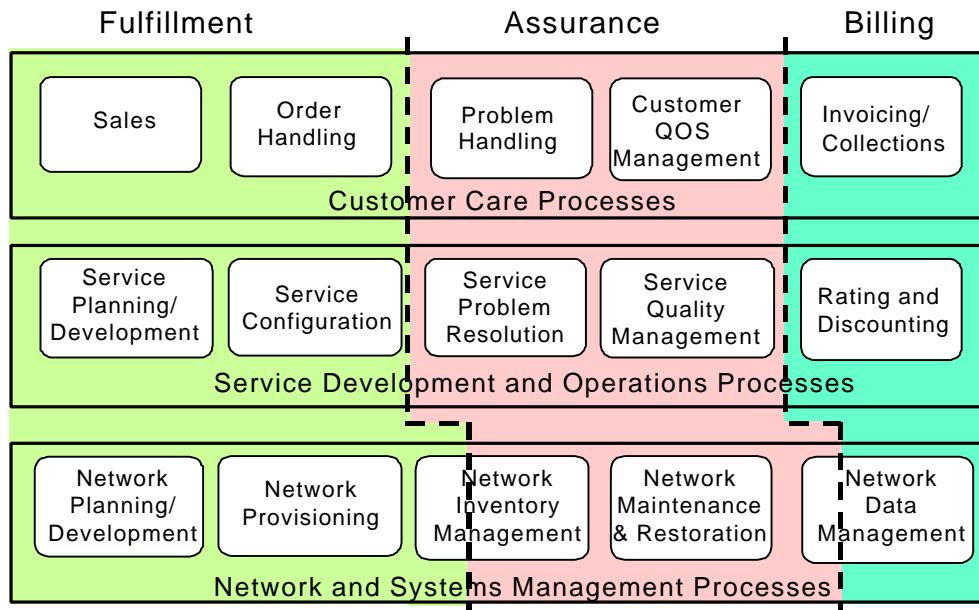 Fulfillment
Assurance
Billing
Sales
Order
Handling
Problem
Handling
Customer
QOS
Management
Invoicing/
Collections
Customer Care Processes
Service
Planning/
Development
Service
Configuration
Service
Problem
Resolution
Service
Quality
Management
Rating and
Discounting
Service Development and Operations Processes
Network
Planning/
Development
Network
Provisioning
Network
Inventory
Management
Network
Maintenance
& Restoration
Network
Data
Management
Network and Systems Management Processes